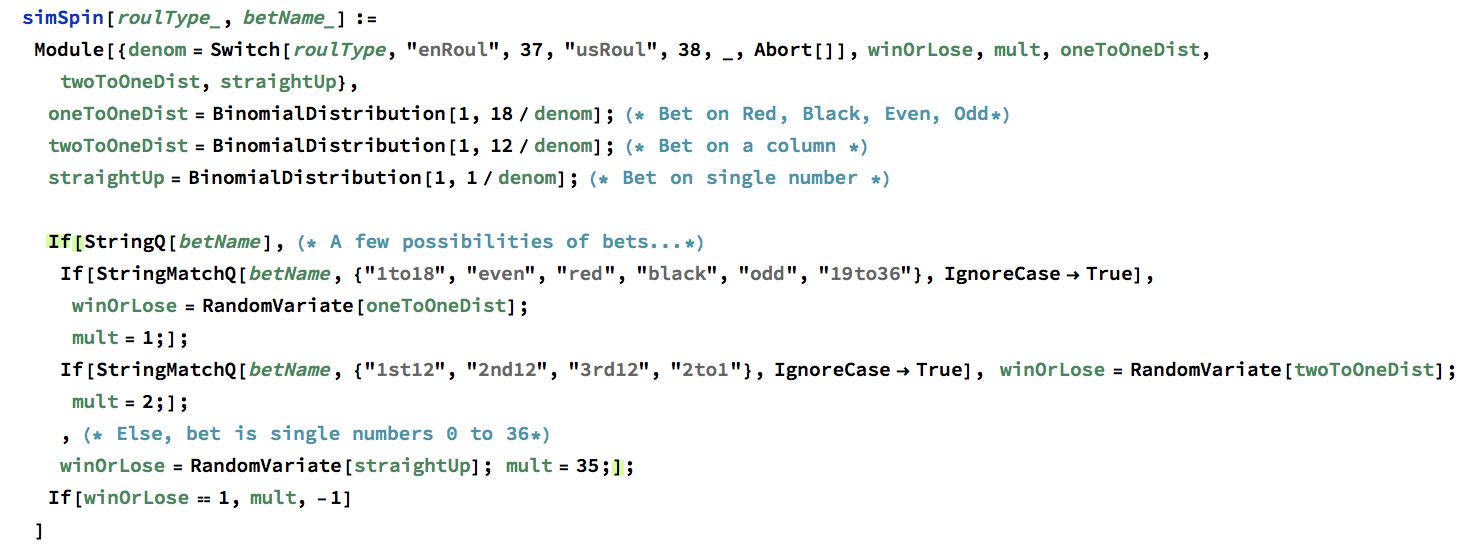 simSpin[roulType_, betName_] :=
Module[{denom = Switch[roulType, "enRoul", 37, "usRoul", 38, _, Abort[]], winOrLose, mult, oneToOneDist,
twoToOneDist, straightUp},
oneToOneDist = BinomialDistribution[1, 18 / denom]; (* Bet on Red, Black, Even, Odd*)
twoToOneDist = BinomialDistribution[1, 12 / denom]; (* Bet on a column *)
straightUp = BinomialDistribution[1, 1 / denom]; (* Bet on single number *)
If[StringQ[betName], (* A few possibilities of bets...*)
If[StringMatchQ[betName, {"1to18", "even", "red", "black", "odd", "19to36"}, IgnoreCase → True],
winOrLose = RandomVariate[oneToOneDist];
mult = 1;];
If[StringMatchQ[betName, {"1st12", "2nd12", "3rd12", "2to1"}, IgnoreCase → True], winOrLose = RandomVariate[twoToOneDist];
mult = 2;];
, (* Else, bet is single numbers 0 to 36*)
winOrLose = RandomVariate[straightUp]; mult = 35;];
If[winOrLose == 1, mult, -1]
]